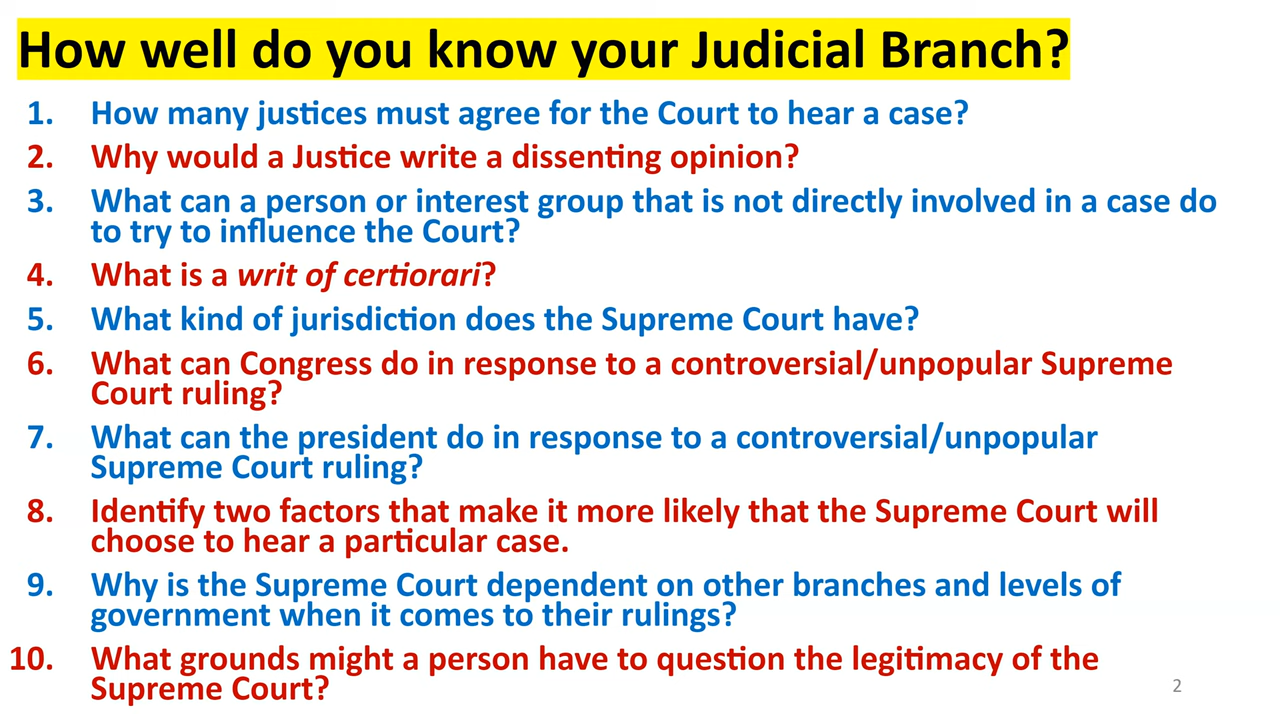 How well do you know your Judicial Branch?
1. How many justices must agree for the Court to hear a case?
2. Why would a Justice write a dissenting opinion?
3. What can a person or interest group that is not directly involved in a case do
to try to influence the Court?
4. What is a writ of certiorari?
5. What kind of jurisdiction does the Supreme Court have?
6. What can Congress do in response to a controversial/unpopular Supreme
Court ruling?
7. What can the president do in response to a controversial/unpopular
Supreme Court ruling?
8. Identify two factors that make it more likely that the Supreme Court will
choose to hear a particular case.
9. Why is the Supreme Court dependent on other branches and levels of
government when it comes to their rulings?
10. What grounds might a person have to question the legitimacy of the
Supreme Court?
2